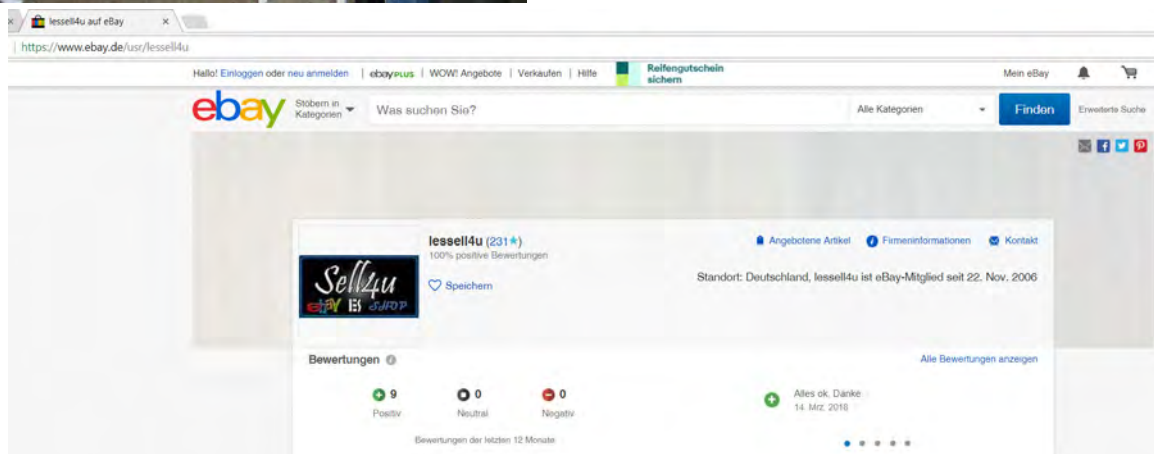 lessell4u auf eBay
https://www.ebay.de/usr/lessell4u
Hallo! Einloggen oder neu anmelden | ebayPLUS | WOW! Angebote | Verkaufen | Hilfe
Reifengutschein
sichern
Mein eBay
ebay
Stöbern in
Kategorien
Was suchen Sie?
Alle Kategorien
Finden
Erweiterte Suche
lessell4u (231)
100% positive Bewertungen
Angebotene Artikel
Firmeninformationen
Kontakt
Speichern
Standort: Deutschland, lessell4u ist eBay-Mitglied seit 22. Nov. 2006
Sell4u
ebay ES SHOP
Bewertungen
Alle Bewertungen anzeigen
9
0
0
Positiv
Neutral
Negativ
Alles ok, Danke
14. Mrz. 2016
Bewertungen der letzten 12 Monate